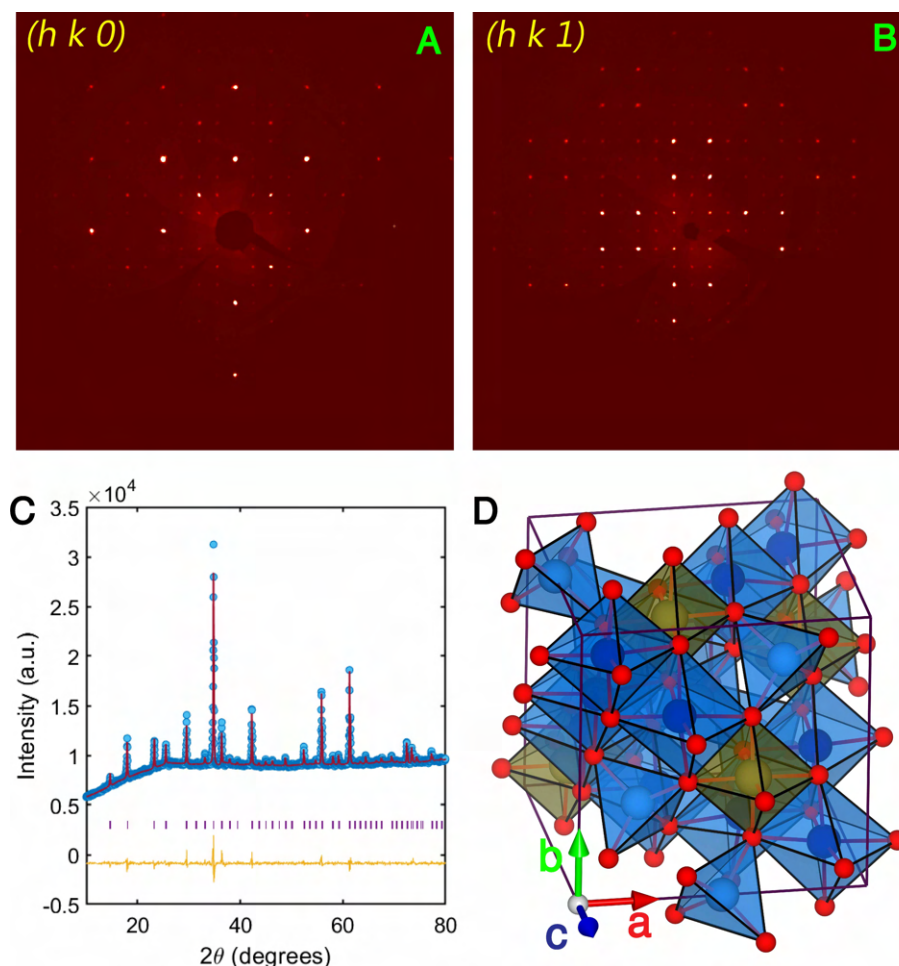 (h k 0)
A
(h k 1)
B
C
×10⁴
3.5
3
2.5
2
1.5
1
0.5
0
-0.5
Intensity (a.u.)
20
40
60
80
2θ (degrees)
D
b
a
c